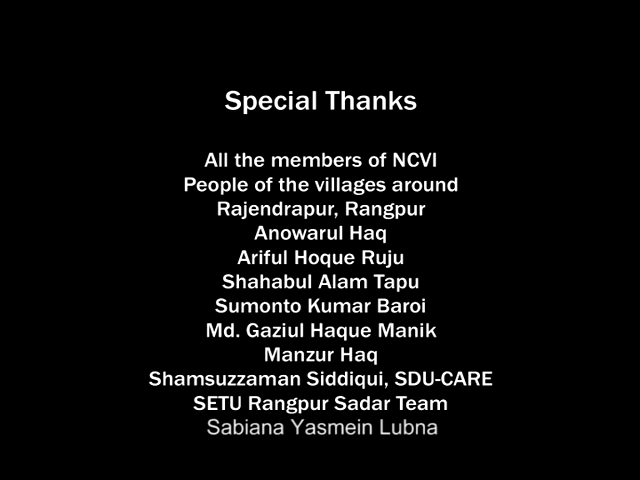 Special Thanks
All the members of NCVI
People of the villages around
Rajendrapur, Rangpur
Anowarul Haq
Ariful Hoque Ruju
Shahabul Alam Tapu
Sumonto Kumar Baroi
Md. Gaziul Haque Manik
Manzur Haq
Shamsuzzaman Siddiqui, SDU-CARE
SETU Rangpur Sadar Team
Sabiana Yasmein Lubna